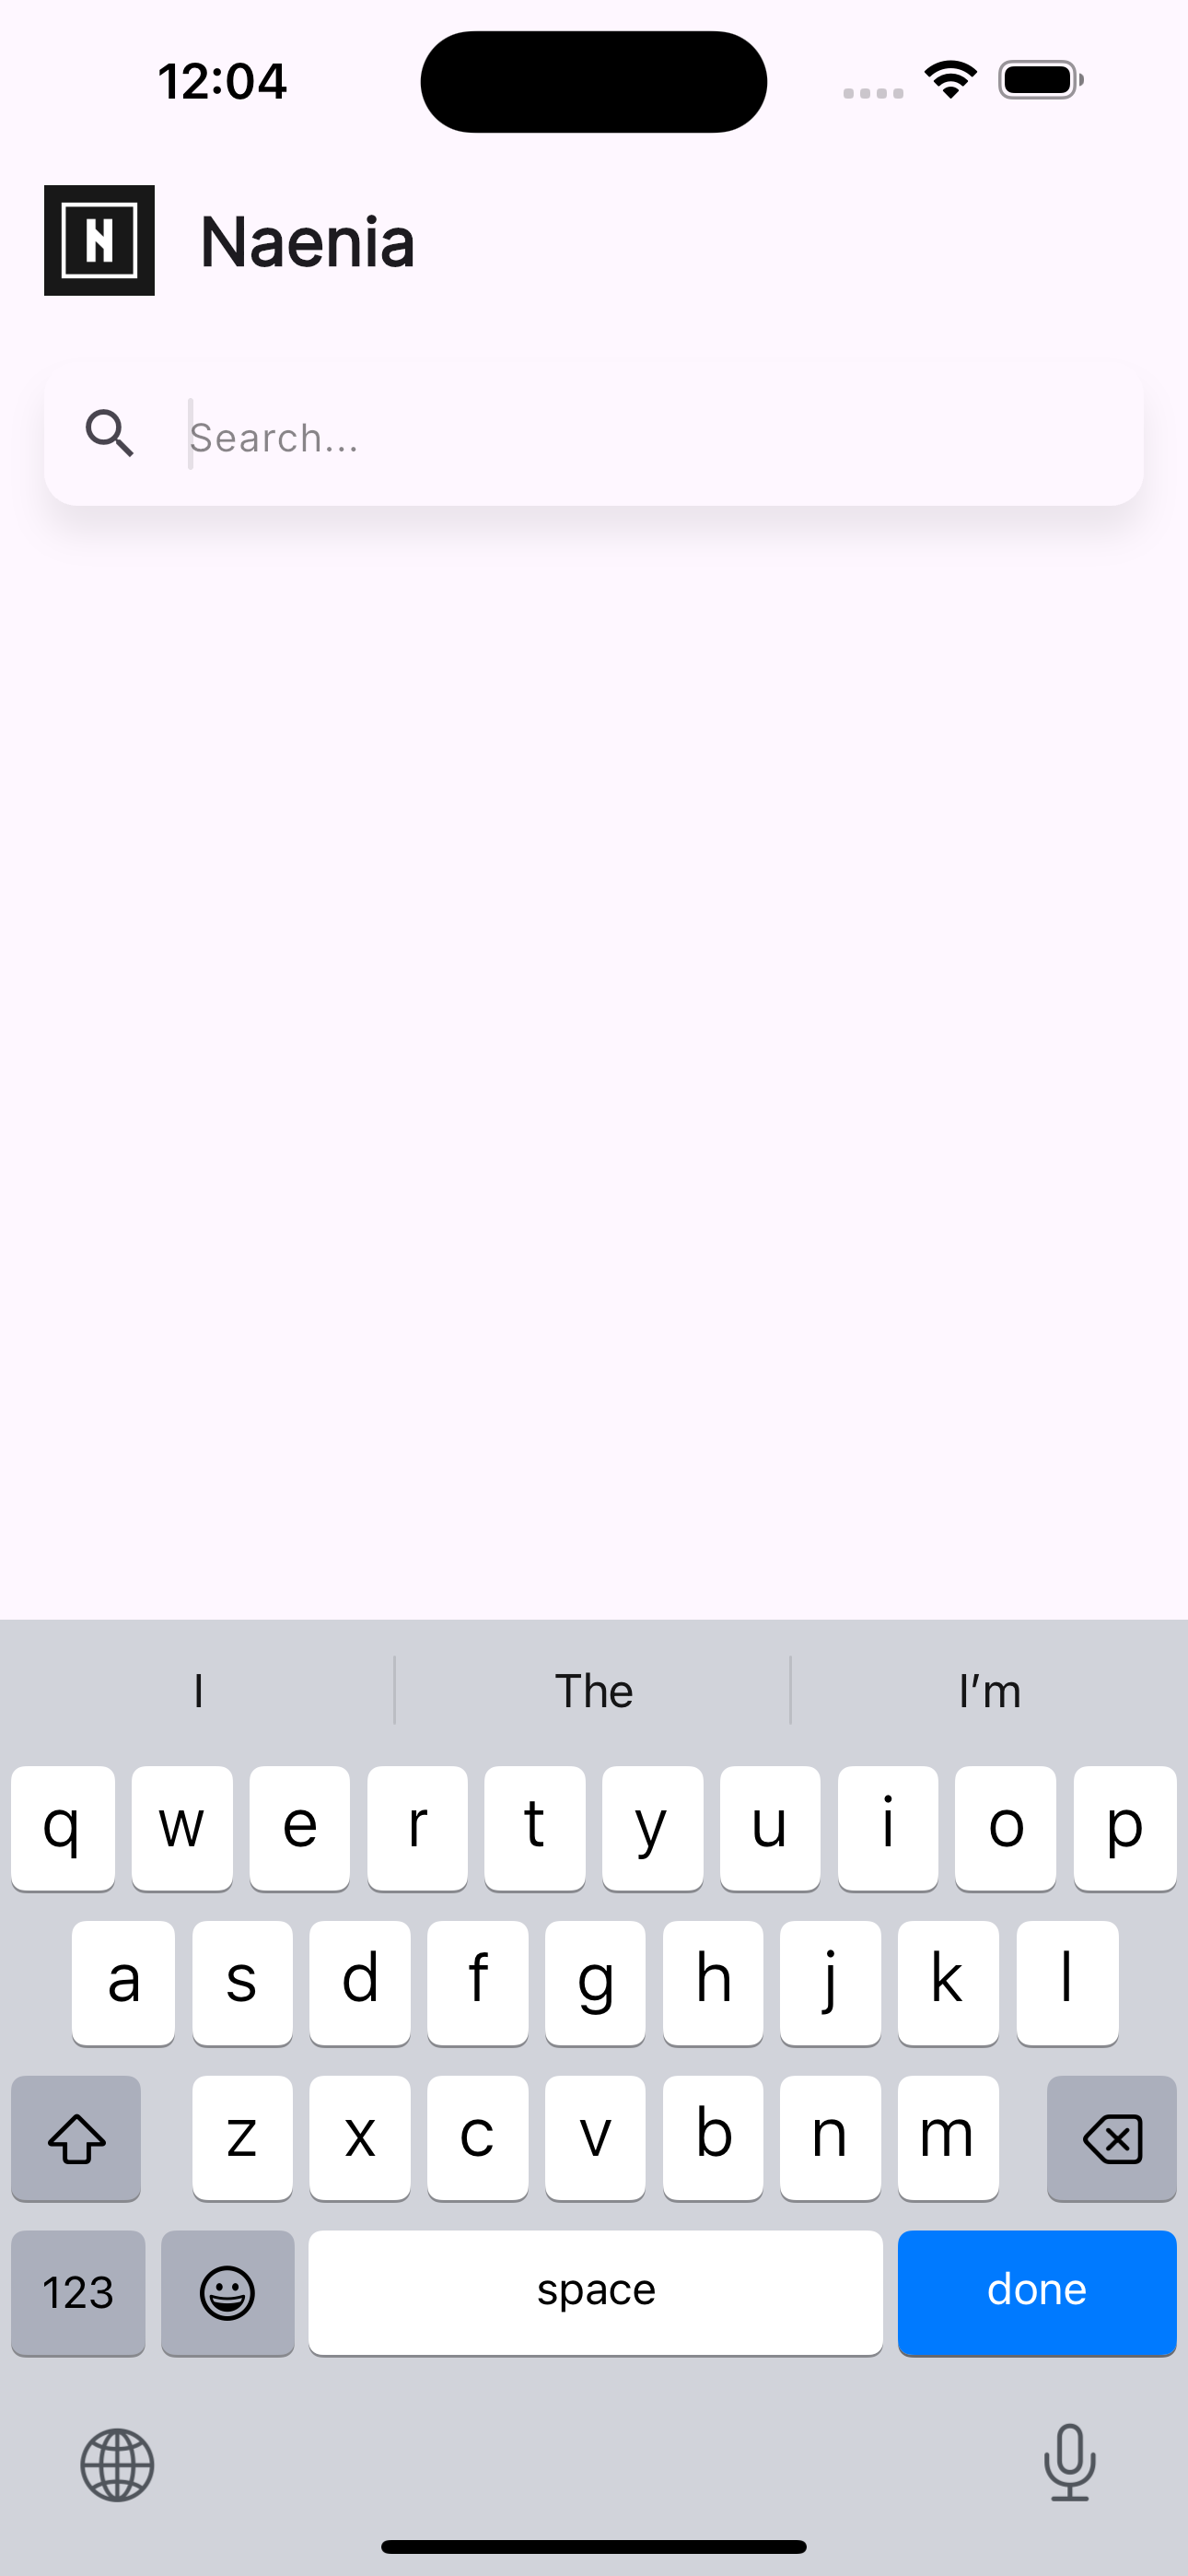 12:04
N Naenia
Search...
I The I’m
q w e r t y u i o p
a s d f g h j k l
z x c v b n m
123 space done